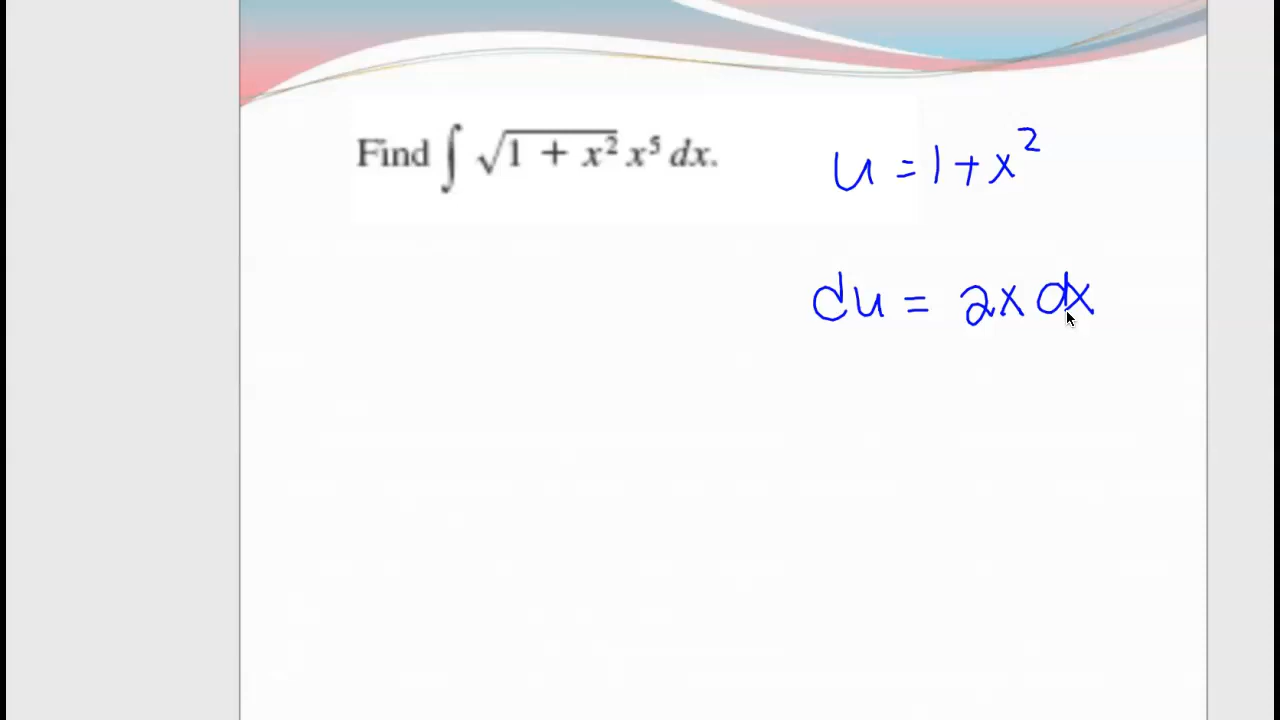 Find ∫ √(1 + x²) x⁵ dx.
u = 1 + x²
du = 2x dx